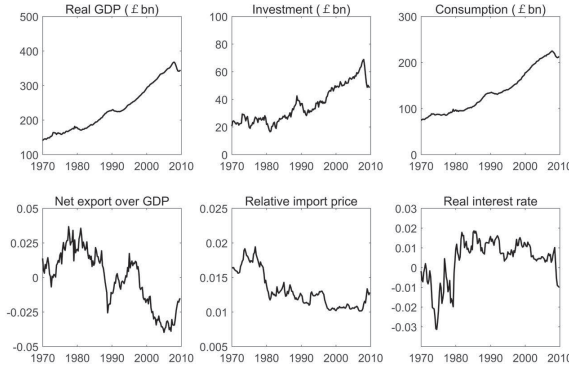 Real GDP (￡bn)
500
400
300
200
100
1970 1980 1990 2000 2010
Investment (￡bn)
100
80
60
40
20
0
1970 1980 1990 2000 2010
Consumption (￡bn)
300
200
100
0
1970 1980 1990 2000 2010
Net export over GDP
0.05
0.025
0
-0.025
-0.05
1970 1980 1990 2000 2010
Relative import price
0.025
0.02
0.015
0.01
0.005
1970 1980 1990 2000 2010
Real interest rate
0.03
0.02
0.01
0
-0.01
-0.02
-0.03
1970 1980 1990 2000 2010